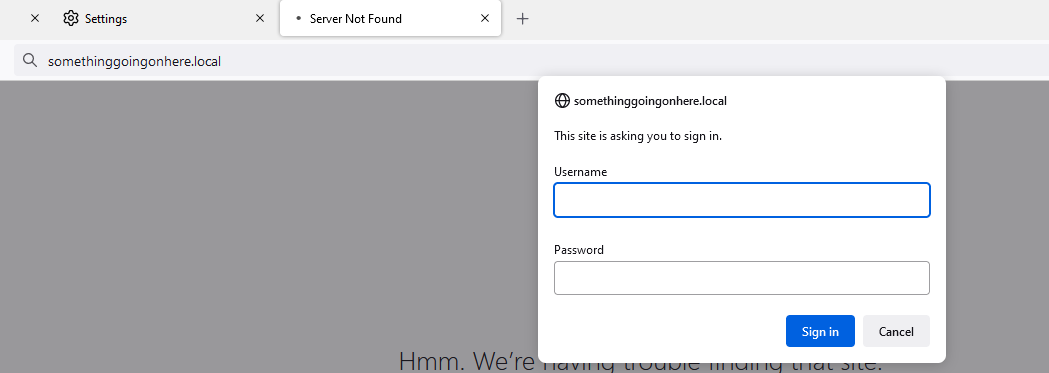 Settings
Server Not Found
somethinggoingonhere.local
somethinggoingonhere.local
This site is asking you to sign in.
Username
Password
Sign in
Cancel
Hmm. We're having trouble finding that site.